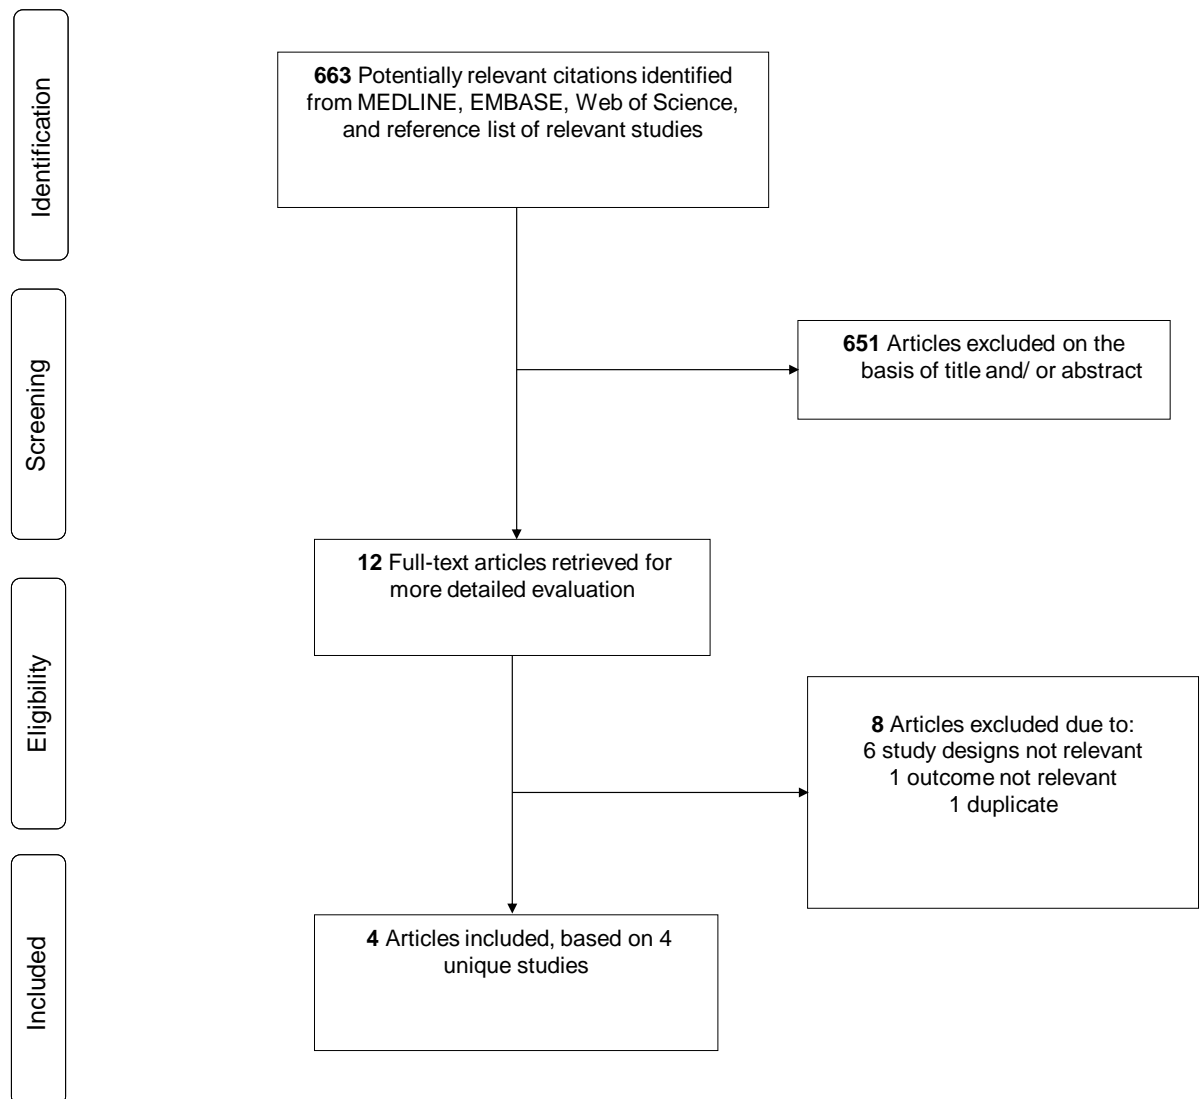 Identification
663 Potentially relevant citations identified
from MEDLINE, EMBASE, Web of Science,
and reference list of relevant studies
Screening
651 Articles excluded on the
basis of title and/ or abstract
12 Full-text articles retrieved for
more detailed evaluation
Eligibility
8 Articles excluded due to:
6 study designs not relevant
1 outcome not relevant
1 duplicate
Included
4 Articles included, based on 4
unique studies